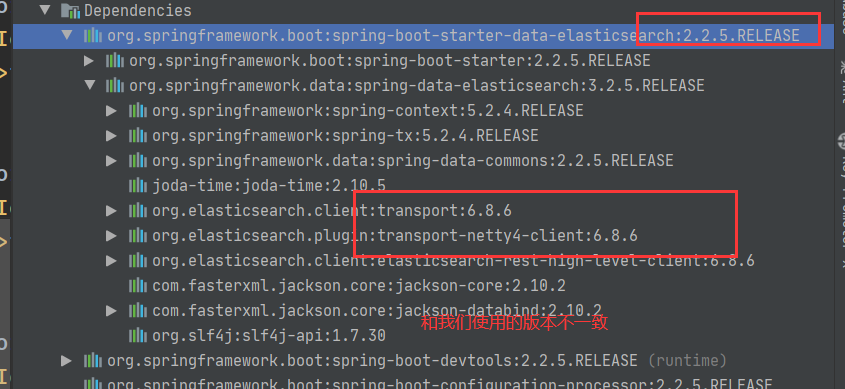 Dependencies
org.springframework.boot:spring-boot-starter-data-elasticsearch:2.2.5.RELEASE
org.springframework.boot:spring-boot-starter:2.2.5.RELEASE
org.springframework.data:spring-data-elasticsearch:3.2.5.RELEASE
org.springframework:spring-context:5.2.4.RELEASE
org.springframework:spring-tx:5.2.4.RELEASE
org.springframework.data:spring-data-commons:2.2.5.RELEASE
joda-time:joda-time:2.10.5
org.elasticsearch.client:transport:6.8.6
org.elasticsearch.plugin:transport-netty4-client:6.8.6
org.elasticsearch.client:elasticsearch-rest-high-level-client:6.8.6
com.fasterxml.jackson.core:jackson-core:2.10.2
com.fasterxml.jackson.core:jackson-databind:2.10.2
和我们使用的版本不一致
org.slf4j:slf4j-api:1.7.30
org.springframework.boot:spring-boot-devtools:2.2.5.RELEASE (runtime)
org.springframework.boot:spring-boot-configuration-processor:2.2.5.RELEASE